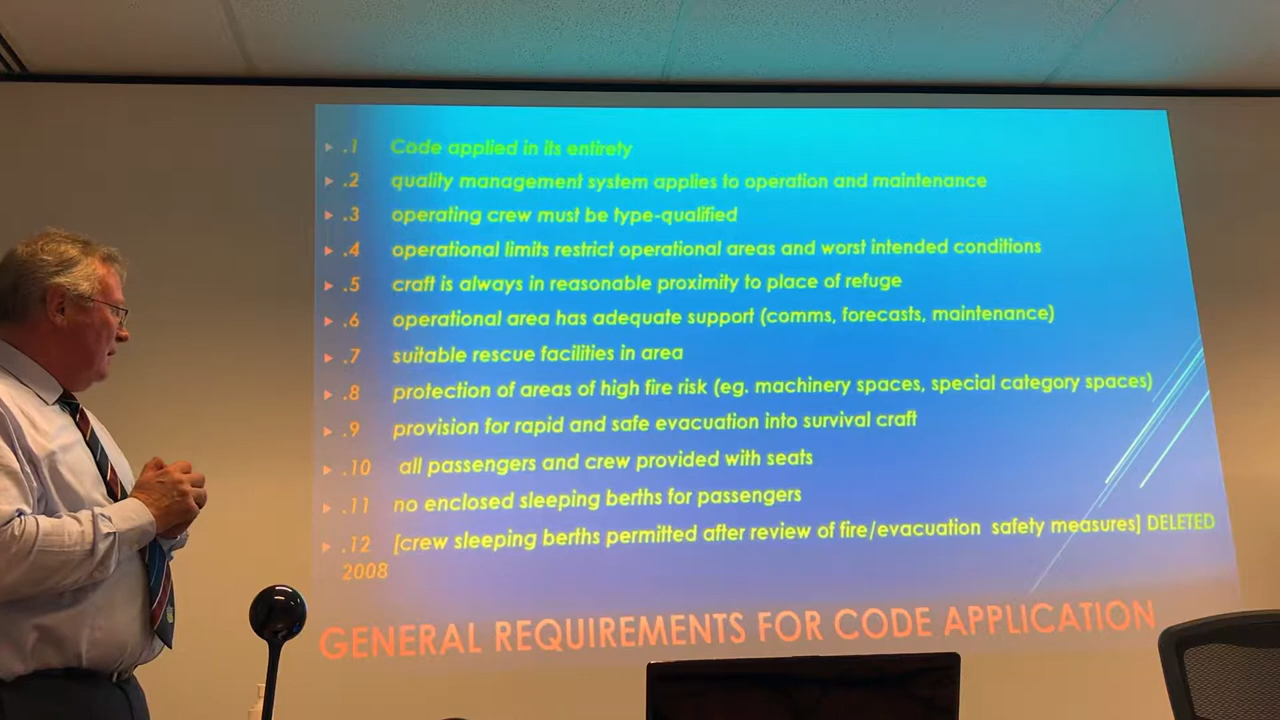 .1 Code applied in its entirety
.2 quality management system applies to operation and maintenance
.3 operating crew must be type-qualified
.4 operational limits restrict operational areas and worst intended conditions
.5 craft is always in reasonable proximity to place of refuge
.6 operational area has adequate support (comms, forecasts, maintenance)
.7 suitable rescue facilities in area
.8 protection of areas of high fire risk (eg. machinery spaces, special category spaces)
.9 provision for rapid and safe evacuation into survival craft
.10 all passengers and crew provided with seats
.11 no enclosed sleeping berths for passengers
.12 [crew sleeping berths permitted after review of fire/evacuation safety measures] DELETED
2008
GENERAL REQUIREMENTS FOR CODE APPLICATION